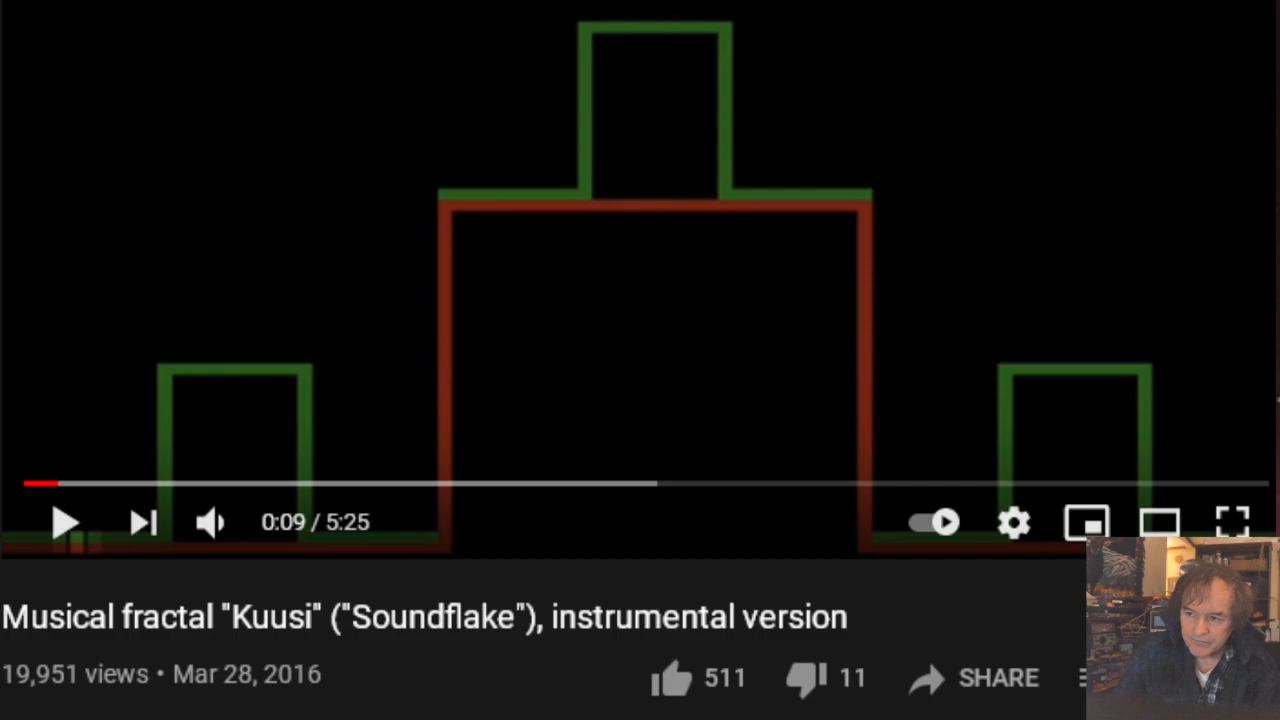 0:09 / 5:25
Musical fractal "Kuusi" ("Soundflake"), instrumental version
19,951 views • Mar 28, 2016
511
11
SHARE